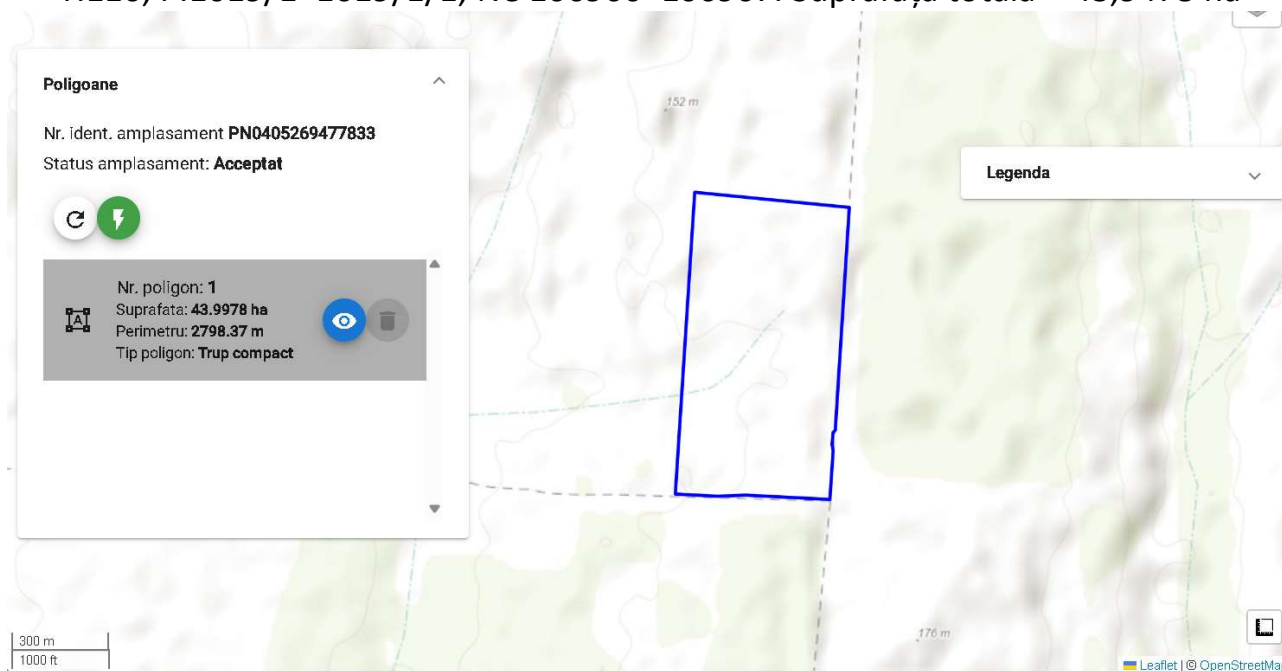 Poligoane
Nr. ident. amplasament PN0405269477833
Status amplasament: Acceptat
Nr. poligon: 1
Suprafata: 43.9978 ha
Perimetru: 2798.37 m
Tip poligon: Trup compact
152 m
Legenda
176 m
300 m
1000 ft
Leaflet | © OpenStreetMa